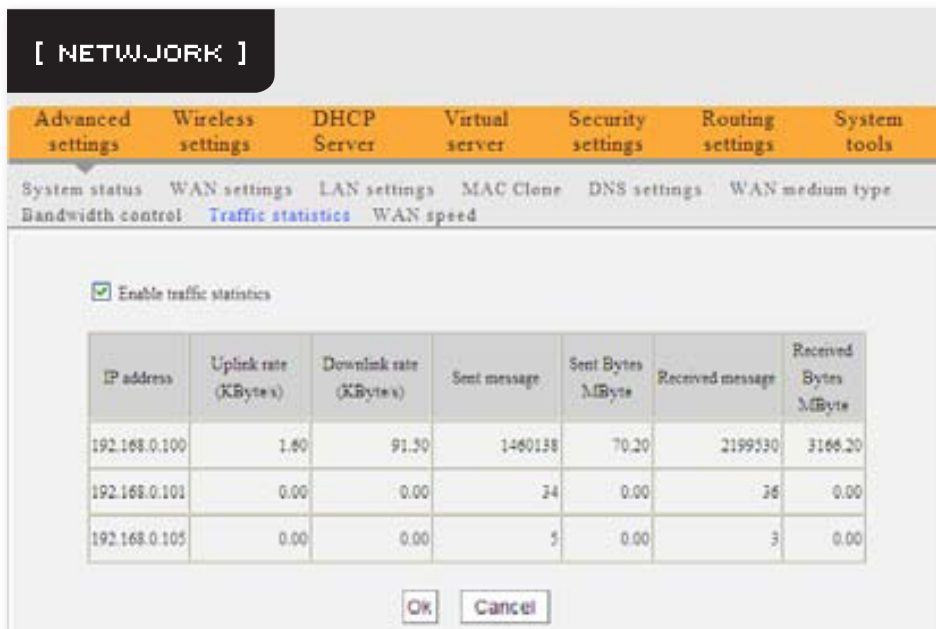 [ NETWJORK ]
Advanced settings Wireless settings DHCP Server Virtual server Security settings Routing settings System tools
System status WAN settings LAN settings MAC Clone DNS settings WAN medium type
Bandwidth control Traffic statistics WAN speed
Enable traffic statistics
IP address Uplink rate (KByte/s) Downlink rate (KByte/s) Sent message Sent Bytes MByte Received message Received Bytes MByte
192.168.0.100 1.60 91.50 1460138 70.20 2199530 3166.20
192.168.0.101 0.00 0.00 34 0.00 36 0.00
192.168.0.105 0.00 0.00 5 0.00 3 0.00
Ok Cancel